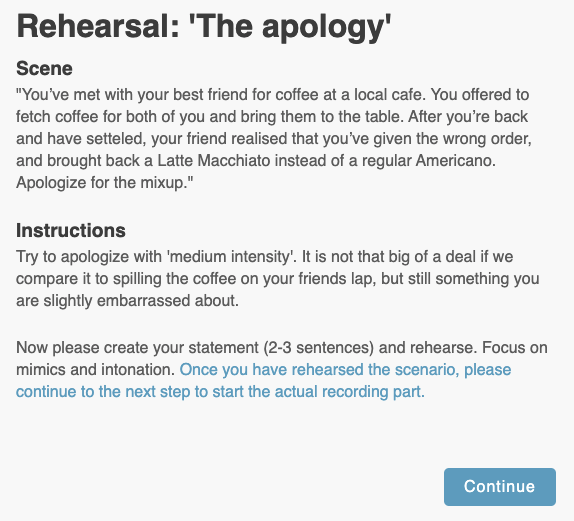 Rehearsal: 'The apology'
Scene
"You’ve met with your best friend for coffee at a local cafe. You offered to
fetch coffee for both of you and bring them to the table. After you’re back
and have setteled, your friend realised that you’ve given the wrong order,
and brought back a Latte Macchiato instead of a regular Americano.
Apologize for the mixup."
Instructions
Try to apologize with 'medium intensity'. It is not that big of a deal if we
compare it to spilling the coffee on your friends lap, but still something you
are slightly embarrassed about.
Now please create your statement (2-3 sentences) and rehearse. Focus on
mimics and intonation. Once you have rehearsed the scenario, please
continue to the next step to start the actual recording part.
Continue